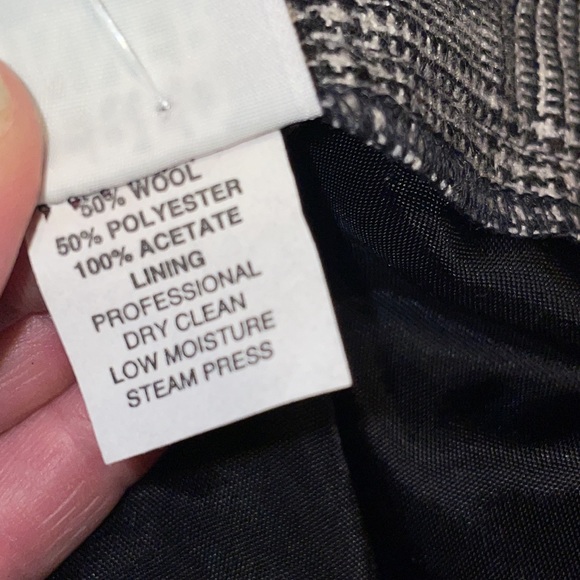 50% WOOL
50% POLYESTER
100% ACETATE
LINING
PROFESSIONAL
DRY CLEAN
LOW MOISTURE
STEAM PRESS